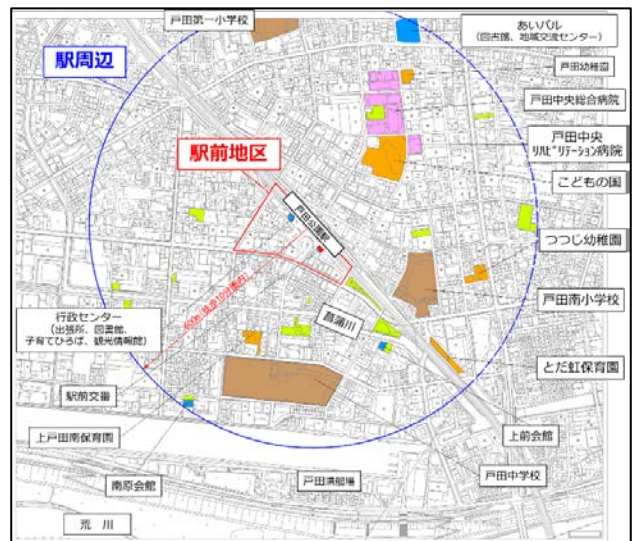 戸田第一小学校
あいパル
(図書館、地域交流センター)
駅周辺
戸田幼稚園
戸田中央総合病院
戸田中央
リハビリテーション病院
駅前地区
こどもの国
戸田公園駅
つつじ幼稚園
戸田南小学校
行政センター
(出張所、図書館、
子育てひろば、観光情報館)
菖蒲川
とだ虹保育園
駅前交番
上戸田南保育園
上前会館
南原会館
戸田中学校
戸田漕艇場
荒川